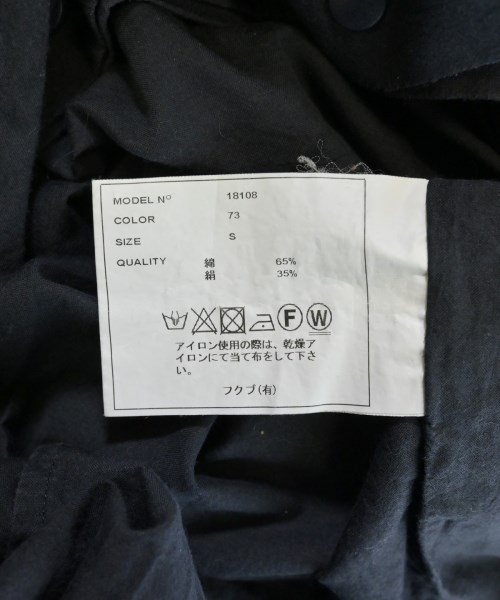 MODEL Nº 18108
COLOR 73
SIZE S
QUALITY 綿 65%
絹 35%
F W
アイロン使用の際は、乾燥ア
イロンにて当て布をして下さ
い。
フクブ(有)